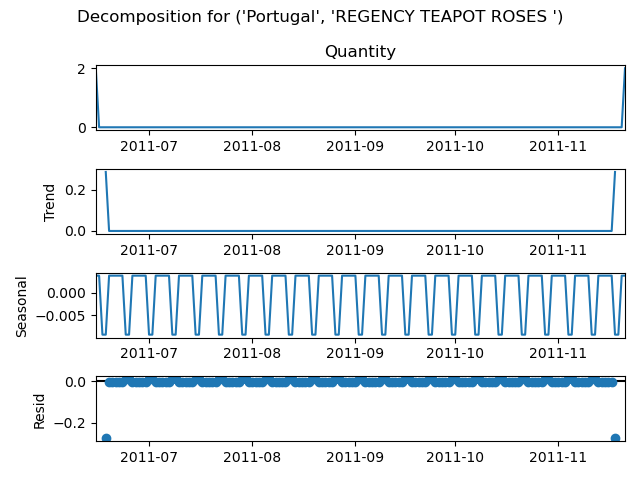 Decomposition for ('Portugal', 'REGENCY TEAPOT ROSES ')
Quantity
2
0
2011-07 2011-08 2011-09 2011-10 2011-11
Trend
0.2
0.0
2011-07 2011-08 2011-09 2011-10 2011-11
Seasonal
0.000
−0.005
2011-07 2011-08 2011-09 2011-10 2011-11
Resid
0.0
−0.2
2011-07 2011-08 2011-09 2011-10 2011-11